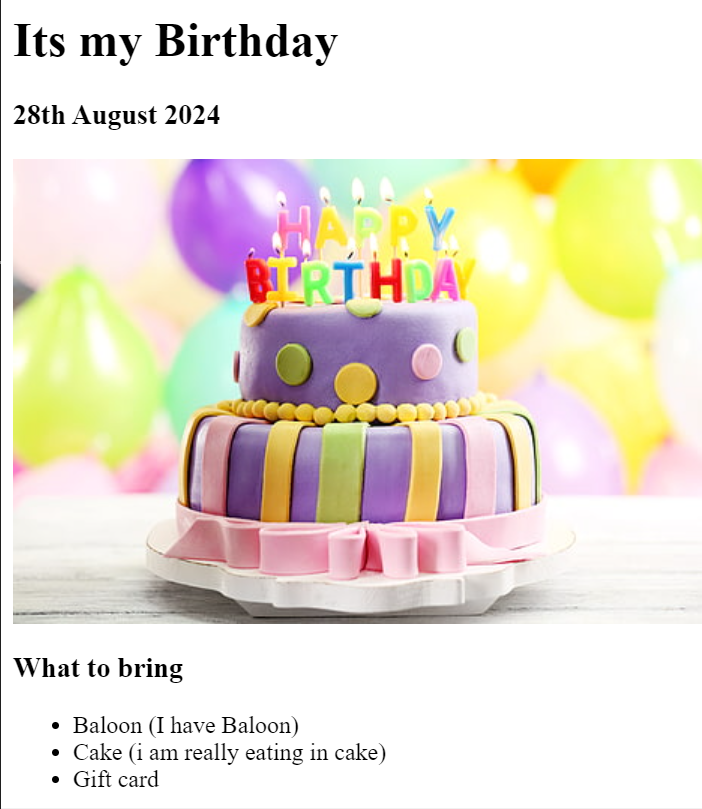 Its my Birthday
28th August 2024
HAPPY
BIRTHDAY
What to bring
Baloon (I have Baloon)
Cake (i am really eating in cake)
Gift card